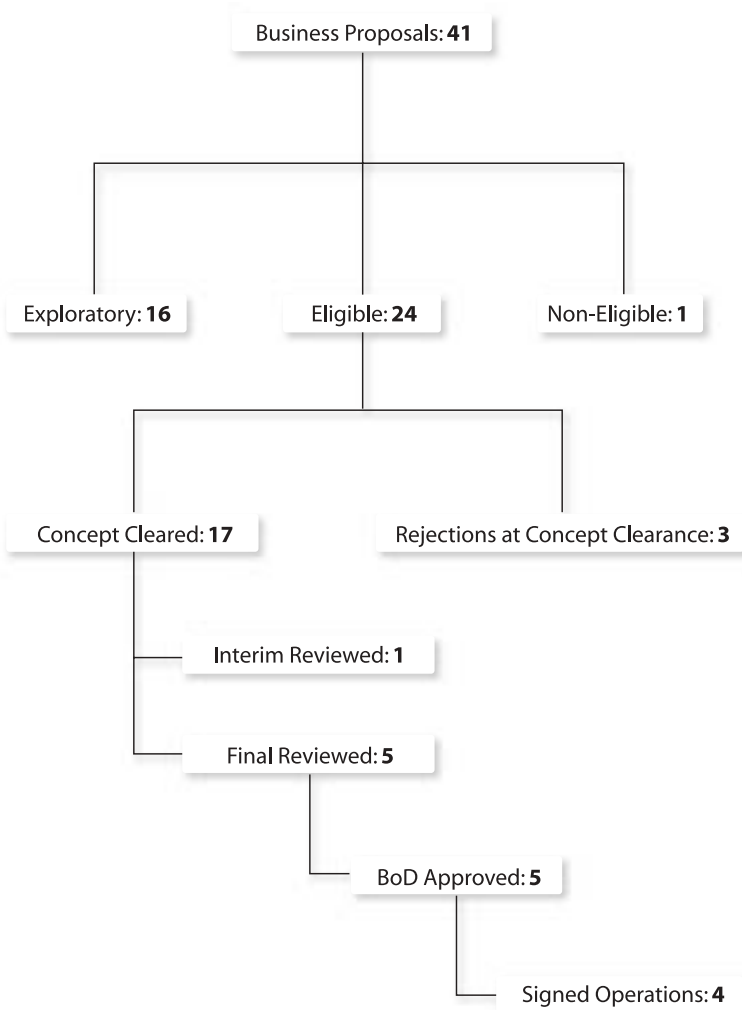 Business Proposals: 41
Exploratory: 16
Eligible: 24
Non-Eligible: 1
Concept Cleared: 17
Rejections at Concept Clearance: 3
Interim Reviewed: 1
Final Reviewed: 5
BoD Approved: 5
Signed Operations: 4